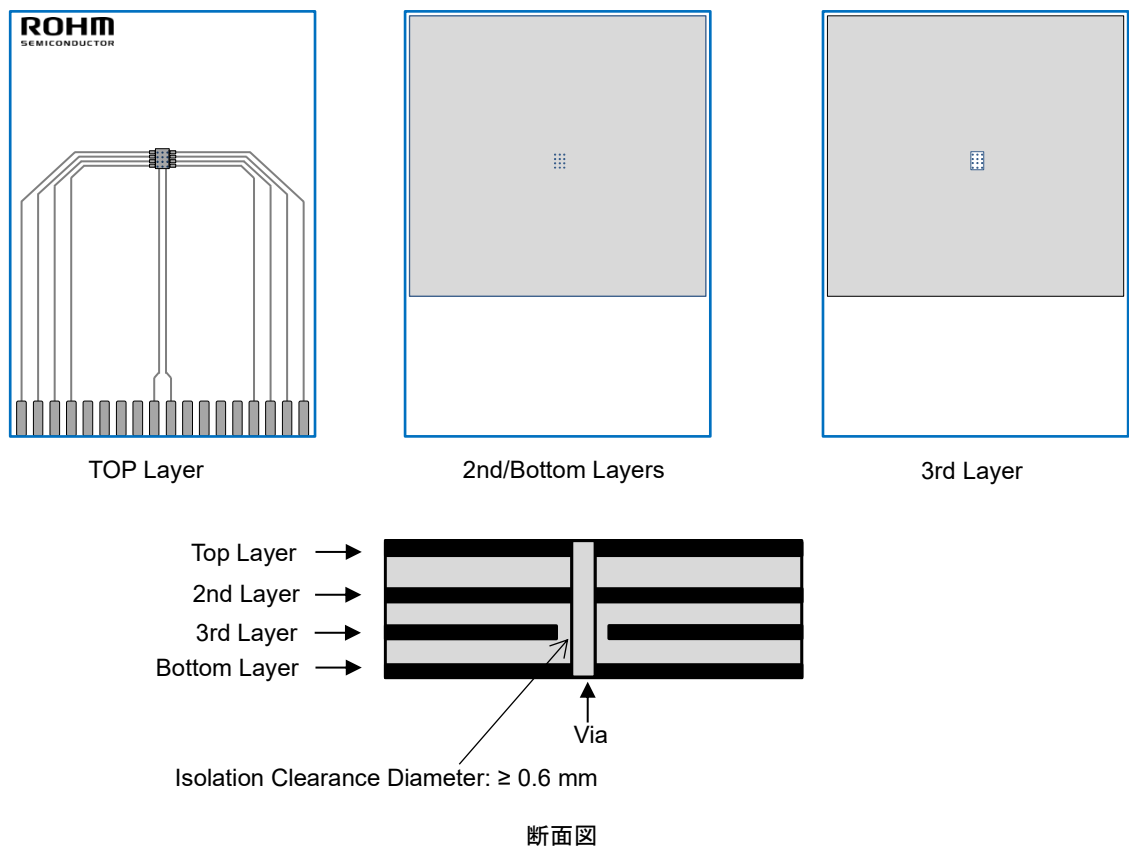 ROHM
SEMICONDUCTOR
TOP Layer
2nd/Bottom Layers
3rd Layer
Top Layer
2nd Layer
3rd Layer
Bottom Layer
Via
Isolation Clearance Diameter: ≥ 0.6 mm
断面図